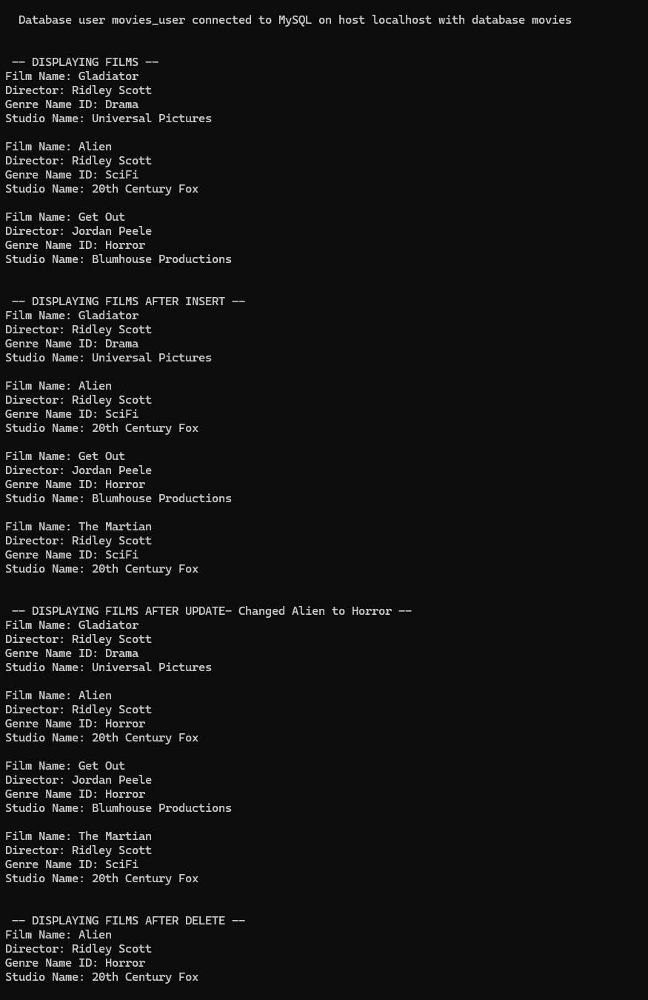 Database user movies_user connected to MySQL on host localhost with database movies
-- DISPLAYING FILMS --
Film Name: Gladiator
Director: Ridley Scott
Genre Name ID: Drama
Studio Name: Universal Pictures
Film Name: Alien
Director: Ridley Scott
Genre Name ID: SciFi
Studio Name: 20th Century Fox
Film Name: Get Out
Director: Jordan Peele
Genre Name ID: Horror
Studio Name: Blumhouse Productions
-- DISPLAYING FILMS AFTER INSERT --
Film Name: Gladiator
Director: Ridley Scott
Genre Name ID: Drama
Studio Name: Universal Pictures
Film Name: Alien
Director: Ridley Scott
Genre Name ID: SciFi
Studio Name: 20th Century Fox
Film Name: Get Out
Director: Jordan Peele
Genre Name ID: Horror
Studio Name: Blumhouse Productions
Film Name: The Martian
Director: Ridley Scott
Genre Name ID: SciFi
Studio Name: 20th Century Fox
-- DISPLAYING FILMS AFTER UPDATE- Changed Alien to Horror --
Film Name: Gladiator
Director: Ridley Scott
Genre Name ID: Drama
Studio Name: Universal Pictures
Film Name: Alien
Director: Ridley Scott
Genre Name ID: Horror
Studio Name: 20th Century Fox
Film Name: Get Out
Director: Jordan Peele
Genre Name ID: Horror
Studio Name: Blumhouse Productions
Film Name: The Martian
Director: Ridley Scott
Genre Name ID: SciFi
Studio Name: 20th Century Fox
-- DISPLAYING FILMS AFTER DELETE --
Film Name: Alien
Director: Ridley Scott
Genre Name ID: Horror
Studio Name: 20th Century Fox